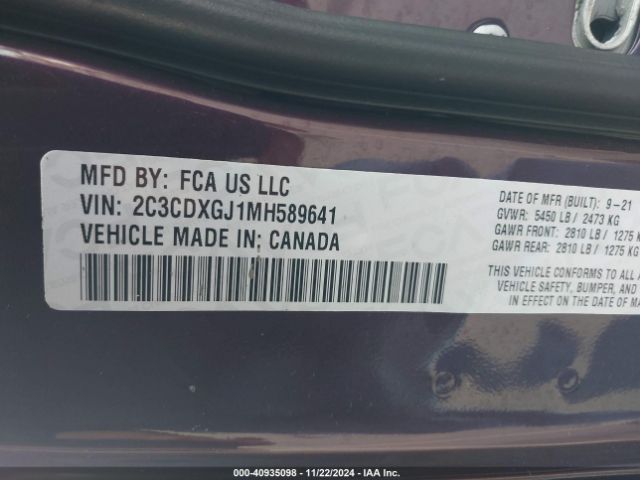 MFD BY: FCA US LLC
VIN: 2C3CDXGJ1MH589641
VEHICLE MADE IN: CANADA
DATE OF MFR (BUILT): 9-21
GVWR: 5450 LB / 2473 KG
GAWR FRONT: 2810 LB / 1275 KG
GAWR REAR: 2810 LB / 1275 KG
THIS VEHICLE CONFORMS TO ALL A
VEHICLE SAFETY, BUMPER, AND
IN EFFECT ON THE DATE OF MA
000-40935098 - 11/22/2024 - IAA Inc.